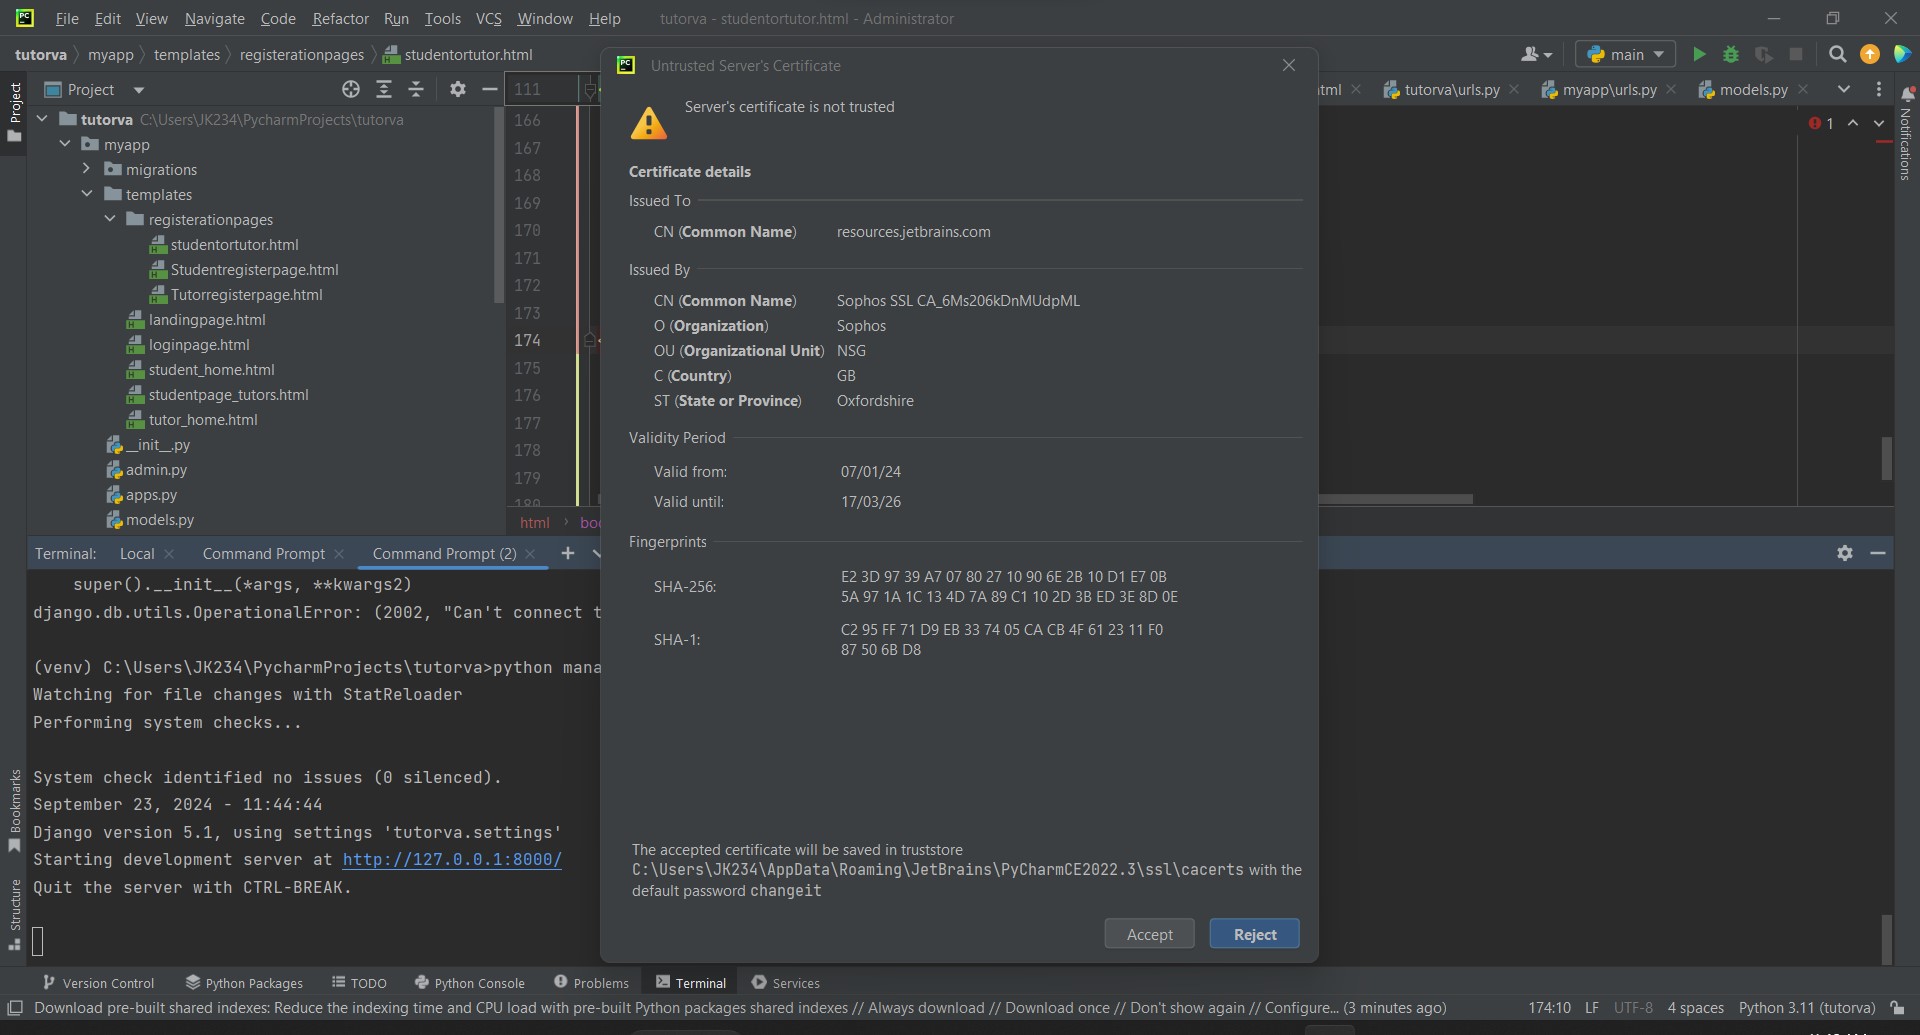 File Edit View Navigate Code Refactor Run Tools VCS Window Help tutorva - studentortutor.html - Administrator
tutorva myapp templates registerationpages studentortutor.html
main
Untrusted Server's Certificate
Project
Project
111
tml tutorva\urls.py myapp\urls.py models.py
Notifications
1
tutorva C:\Users\JK234\PycharmProjects\tutorva
myapp
migrations
templates
registerationpages
studentortutor.html
Studentregisterpage.html
Tutorregisterpage.html
landingpage.html
loginpage.html
student_home.html
studentpage_tutors.html
tutor_home.html
__init__.py
admin.py
apps.py
models.py
166
167
168
169
170
171
172
173
174
175
176
177
178
179
180
html
Server's certificate is not trusted
Certificate details
Issued To
CN (Common Name) resources.jetbrains.com
Issued By
CN (Common Name) Sophos SSL CA_6Ms206kDnMUdpML
O (Organization) Sophos
OU (Organizational Unit) NSG
C (Country) GB
ST (State or Province) Oxfordshire
Validity Period
Valid from: 07/01/24
Valid until: 17/03/26
Fingerprints
SHA-256:
E2 3D 97 39 A7 07 80 27 10 90 6E 2B 10 D1 E7 0B
5A 97 1A 1C 13 4D 7A 89 C1 10 2D 3B ED 3E 8D 0E
SHA-1:
C2 95 FF 71 D9 EB 33 74 05 CA CB 4F 61 23 11 F0
87 50 6B D8
The accepted certificate will be saved in truststore
C:\Users\JK234\AppData\Roaming\JetBrains\PyCharmCE2022.3\ssl\cacerts with the
default password changeit
Accept Reject
Terminal: Local Command Prompt Command Prompt (2)
super().__init__(*args, **kwargs2)
django.db.utils.OperationalError: (2002, "Can't connect t
(venv) C:\Users\JK234\PycharmProjects\tutorva>python mana
Watching for file changes with StatReloader
Performing system checks...
System check identified no issues (0 silenced).
September 23, 2024 - 11:44:44
Django version 5.1, using settings 'tutorva.settings'
Starting development server at http://127.0.0.1:8000/
Quit the server with CTRL-BREAK.
Bookmarks
Structure
Version Control Python Packages TODO Python Console Problems Terminal Services
Download pre-built shared indexes: Reduce the indexing time and CPU load with pre-built Python packages shared indexes // Always download // Download once // Don't show again // Configure... (3 minutes ago) 174:10 LF UTF-8 4 spaces Python 3.11 (tutorva)